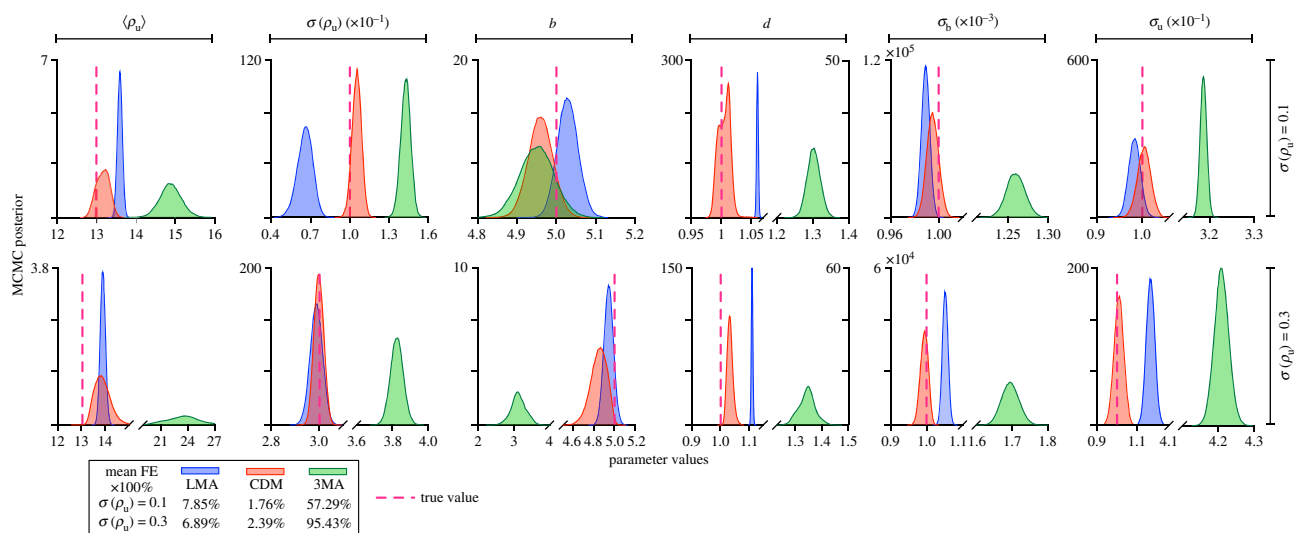 ⟨ρu⟩ σ (ρu) (×10⁻¹) b d σb (×10⁻³) σu (×10⁻¹)
7 120 20 300 50 1.2 ×10⁵ 600
12 13 14 15 16 0.4 0.7 1.0 1.3 1.6 4.8 4.9 5.0 5.1 5.2 0.95 1.0 1.05 1.2 1.3 1.4 0.96 1.00 1.25 1.30 0.9 1.0 3.2 3.3
σ (ρu) = 0.1
MCMC posterior
3.8 200 10 150 60 6 ×10⁴ 200
12 13 14 21 24 27 2.8 3.0 3.6 3.8 4.0 2 3 4 4.6 4.8 5.0 5.2 0.9 1.0 1.1 1.3 1.4 1.5 0.9 1.0 1.1 1.6 1.7 1.8 0.9 1.1 4.1 4.2 4.3
σ (ρu) = 0.3
parameter values
mean FE
×100% LMA CDM 3MA
σ (ρu) = 0.1 7.85% 1.76% 57.29%
σ (ρu) = 0.3 6.89% 2.39% 95.43%
true value